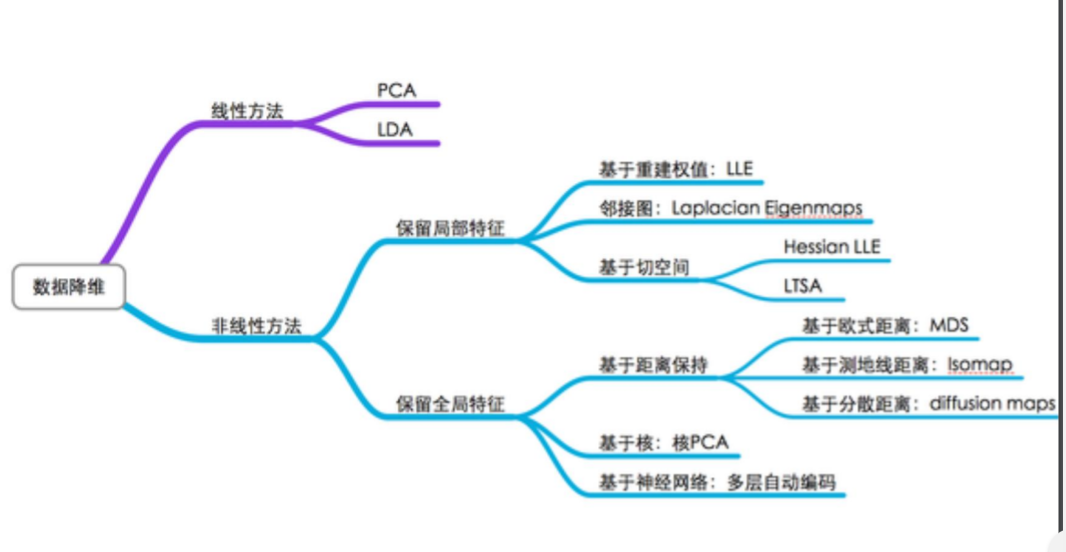 数据降维
线性方法
PCA
LDA
非线性方法
保留局部特征
基于重建权值：LLE
邻接图：Laplacian Eigenmaps
基于切空间
Hessian LLE
LTSA
保留全局特征
基于距离保持
基于欧式距离：MDS
基于测地线距离：Isomap
基于分散距离：diffusion maps
基于核：核PCA
基于神经网络：多层自动编码